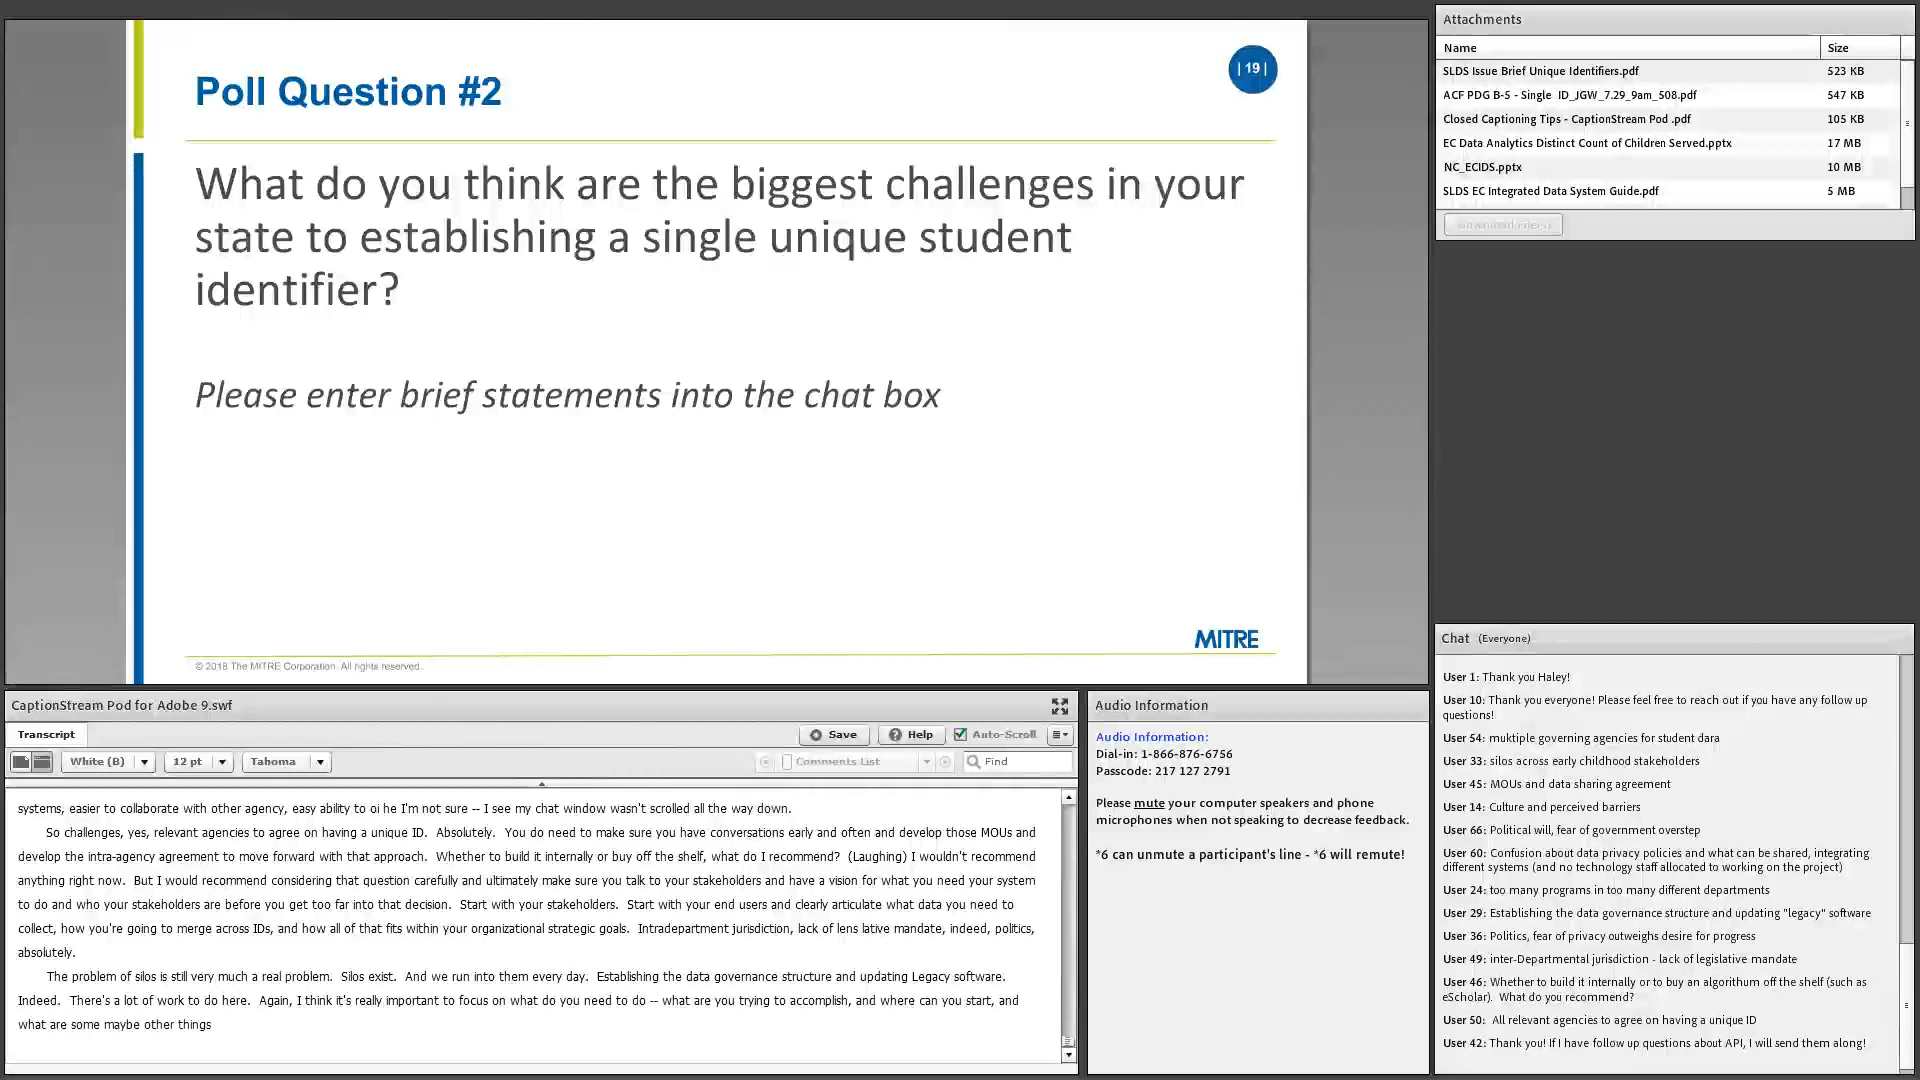 Poll Question #2
| 19 |
What do you think are the biggest challenges in your
state to establishing a single unique student
identifier?
Please enter brief statements into the chat box
MITRE
© 2018 The MITRE Corporation. All rights reserved.
Attachments
Name Size
SLDS Issue Brief Unique Identifiers.pdf 523 KB
ACF PDG B-5 - Single ID_JGW_7.29_9am_508.pdf 547 KB
Closed Captioning Tips - CaptionStream Pod .pdf 105 KB
EC Data Analytics Distinct Count of Children Served.pptx 17 MB
NC_ECIDS.pptx 10 MB
SLDS EC Integrated Data System Guide.pdf 5 MB
CaptionStream Pod for Adobe 9.swf
Transcript
Save Help Auto-Scroll
White (B) 12 pt Tahoma Comments List Find
systems, easier to collaborate with other agency, easy ability to oi he I'm not sure -- I see my chat window wasn't scrolled all the way down.
So challenges, yes, relevant agencies to agree on having a unique ID. Absolutely. You do need to make sure you have conversations early and often and develop those MOUs and
develop the intra-agency agreement to move forward with that approach. Whether to build it internally or buy off the shelf, what do I recommend? (Laughing) I wouldn't recommend
anything right now. But I would recommend considering that question carefully and ultimately make sure you talk to your stakeholders and have a vision for what you need your system
to do and who your stakeholders are before you get too far into that decision. Start with your stakeholders. Start with your end users and clearly articulate what data you need to
collect, how you're going to merge across IDs, and how all of that fits within your organizational strategic goals. Intradepartment jurisdiction, lack of lens lative mandate, indeed, politics,
absolutely.
The problem of silos is still very much a real problem. Silos exist. And we run into them every day. Establishing the data governance structure and updating Legacy software.
Indeed. There's a lot of work to do here. Again, I think it's really important to focus on what do you need to do -- what are you trying to accomplish, and where can you start, and
what are some maybe other things
Audio Information
Audio Information:
Dial-in: 1-866-876-6756
Passcode: 217 127 2791
Please mute your computer speakers and phone
microphones when not speaking to decrease feedback.
*6 can unmute a participant's line - *6 will remute!
Chat (Everyone)
User 1: Thank you Haley!
User 10: Thank you everyone! Please feel free to reach out if you have any follow up
questions!
User 54: muktiple governing agencies for student dara
User 33: silos across early childhood stakeholders
User 45: MOUs and data sharing agreement
User 14: Culture and perceived barriers
User 66: Political will, fear of government overstep
User 60: Confusion about data privacy policies and what can be shared, integrating
different systems (and no technology staff allocated to working on the project)
User 24: too many programs in too many different departments
User 29: Establishing the data governance structure and updating "legacy" software
User 36: Politics, fear of privacy outweighs desire for progress
User 49: inter-Departmental jurisdiction - lack of legislative mandate
User 46: Whether to build it internally or to buy an algorithum off the shelf (such as
eScholar). What do you recommend?
User 50: All relevant agencies to agree on having a unique ID
User 42: Thank you! If I have follow up questions about API, I will send them along!